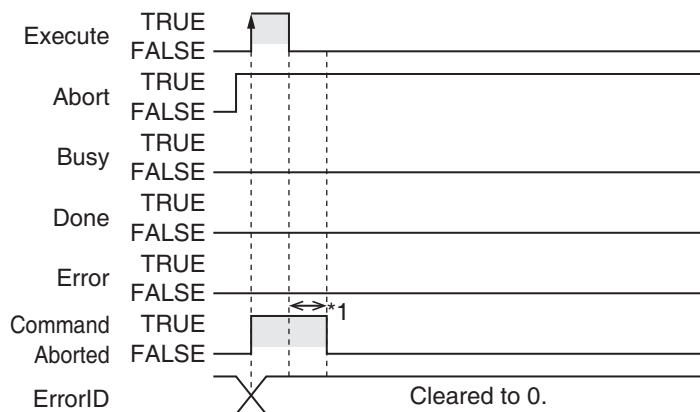 Execute TRUE
FALSE
Abort TRUE
FALSE
Busy TRUE
FALSE
Done TRUE
FALSE
Error TRUE
FALSE
*1
Command TRUE
Aborted FALSE
ErrorID Cleared to 0.